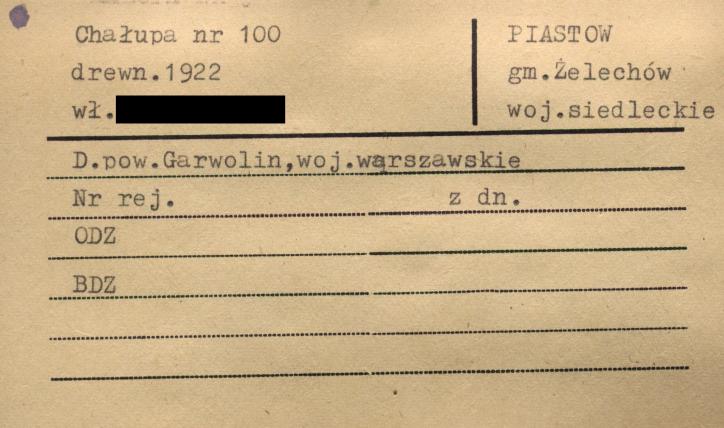 Chałupa nr 100
drewn.1922
wł.
PIASTOW
gm.Żelechów
woj.siedleckie
D.pow.Garwolin,woj.warszawskie
Nr rej. z dn.
ODZ
BDZ